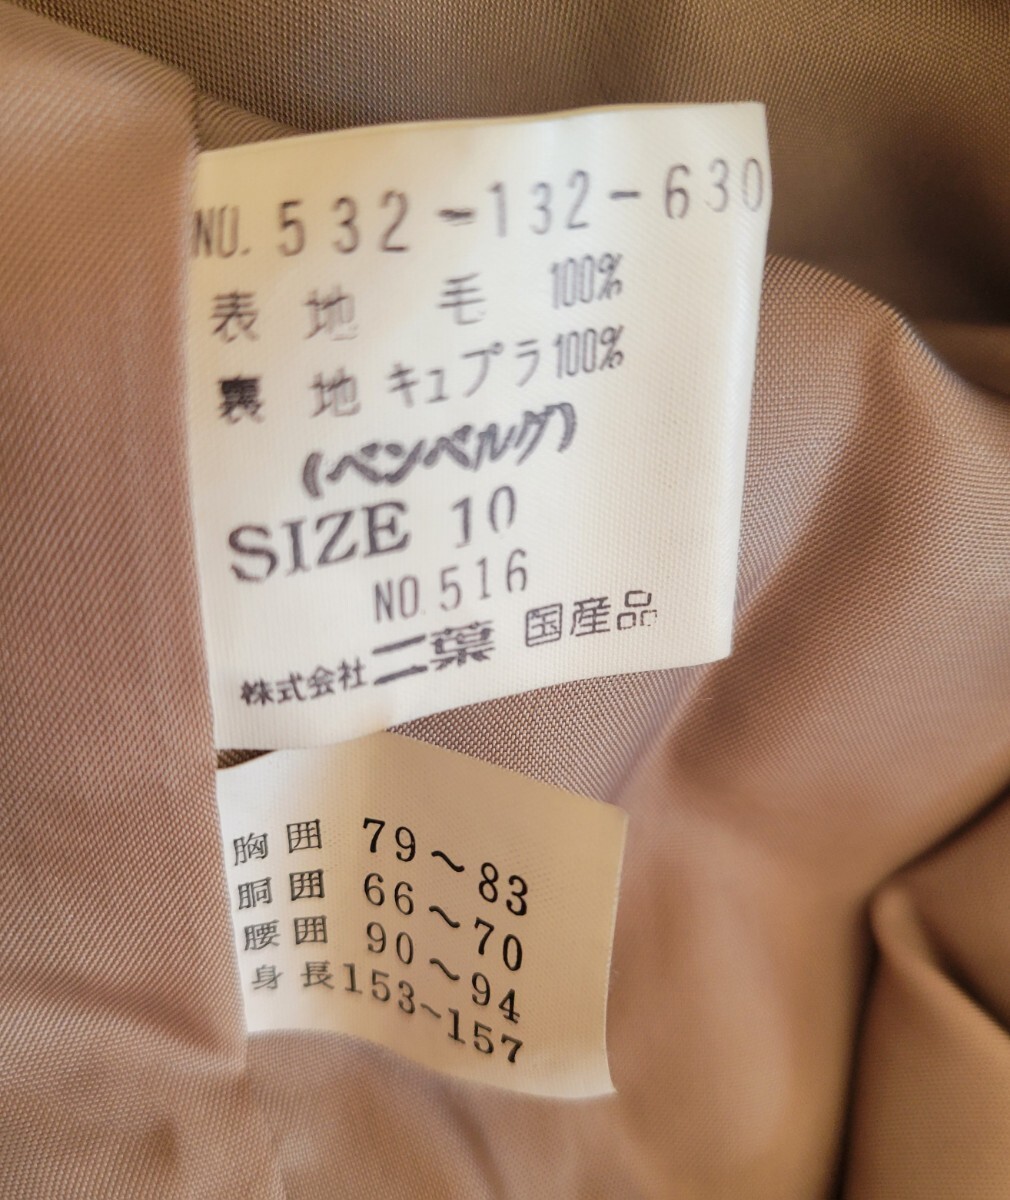 NO. 532-132-630
表 地 毛 100%
裏 地 キュプラ 100%
(ベンベルグ)
SIZE 10
NO.516
株式会社 二葉 国産品
胸 囲 79~83
胴 囲 66~70
腰 囲 90~94
身 長 153~157